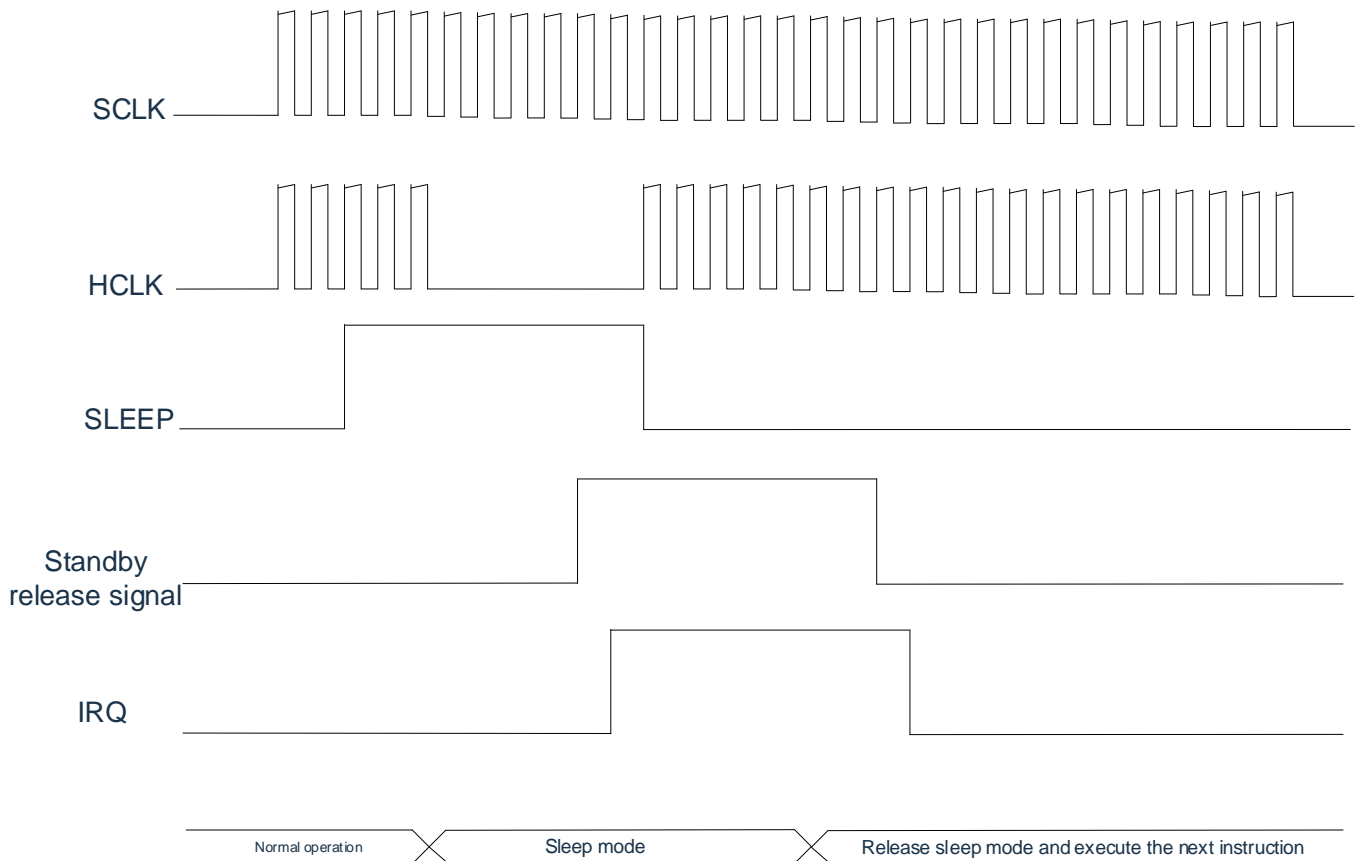 SCLK
HCLK
SLEEP
Standby
release signal
IRQ
Normal operation
Sleep mode
Release sleep mode and execute the next instruction